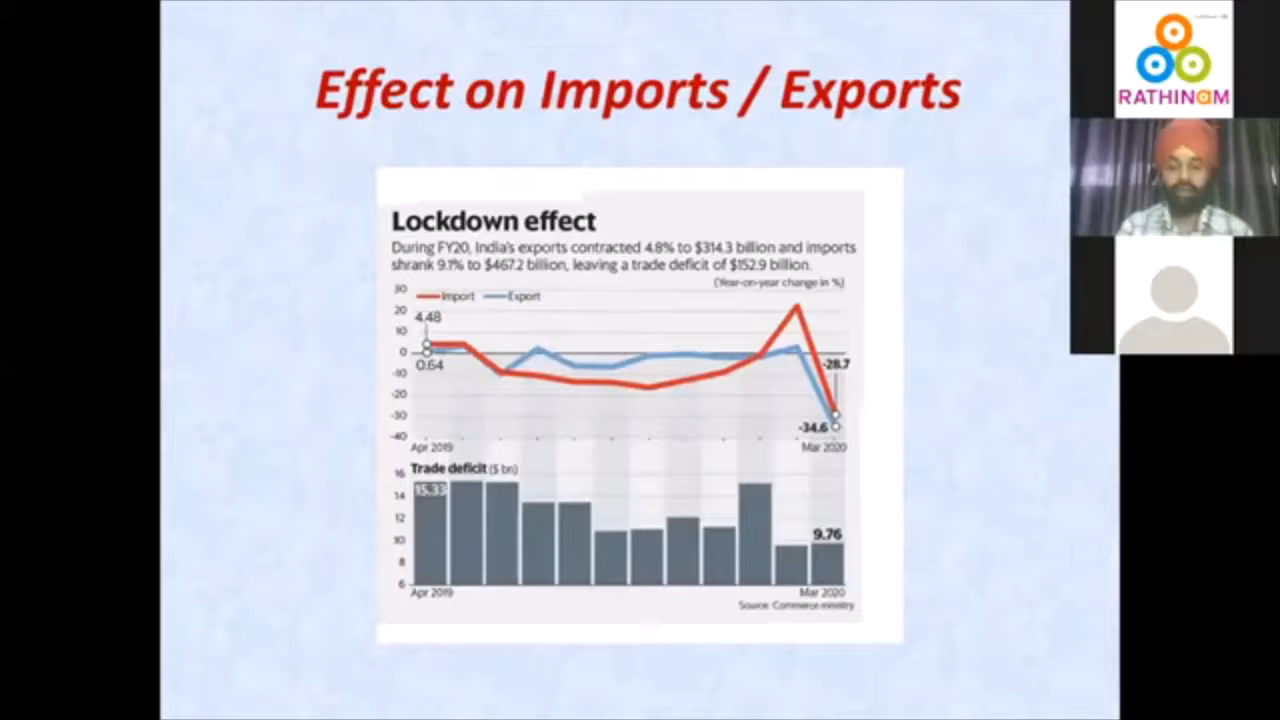 Effect on Imports / Exports
RATHINAM
Lockdown effect
During FY20, India's exports contracted 4.8% to $314.3 billion and imports
shrank 9.1% to $467.2 billion, leaving a trade deficit of $152.9 billion.
(Year-on-year change in %)
Import Export
30
20
10
0
-10
-20
-30
-40
4.48
0.64
-28.7
-34.6
Apr 2019 Mar 2020
Trade deficit ($ bn)
16
14
12
10
8
6
15.33
9.76
Apr 2019 Mar 2020
Source: Commerce ministry